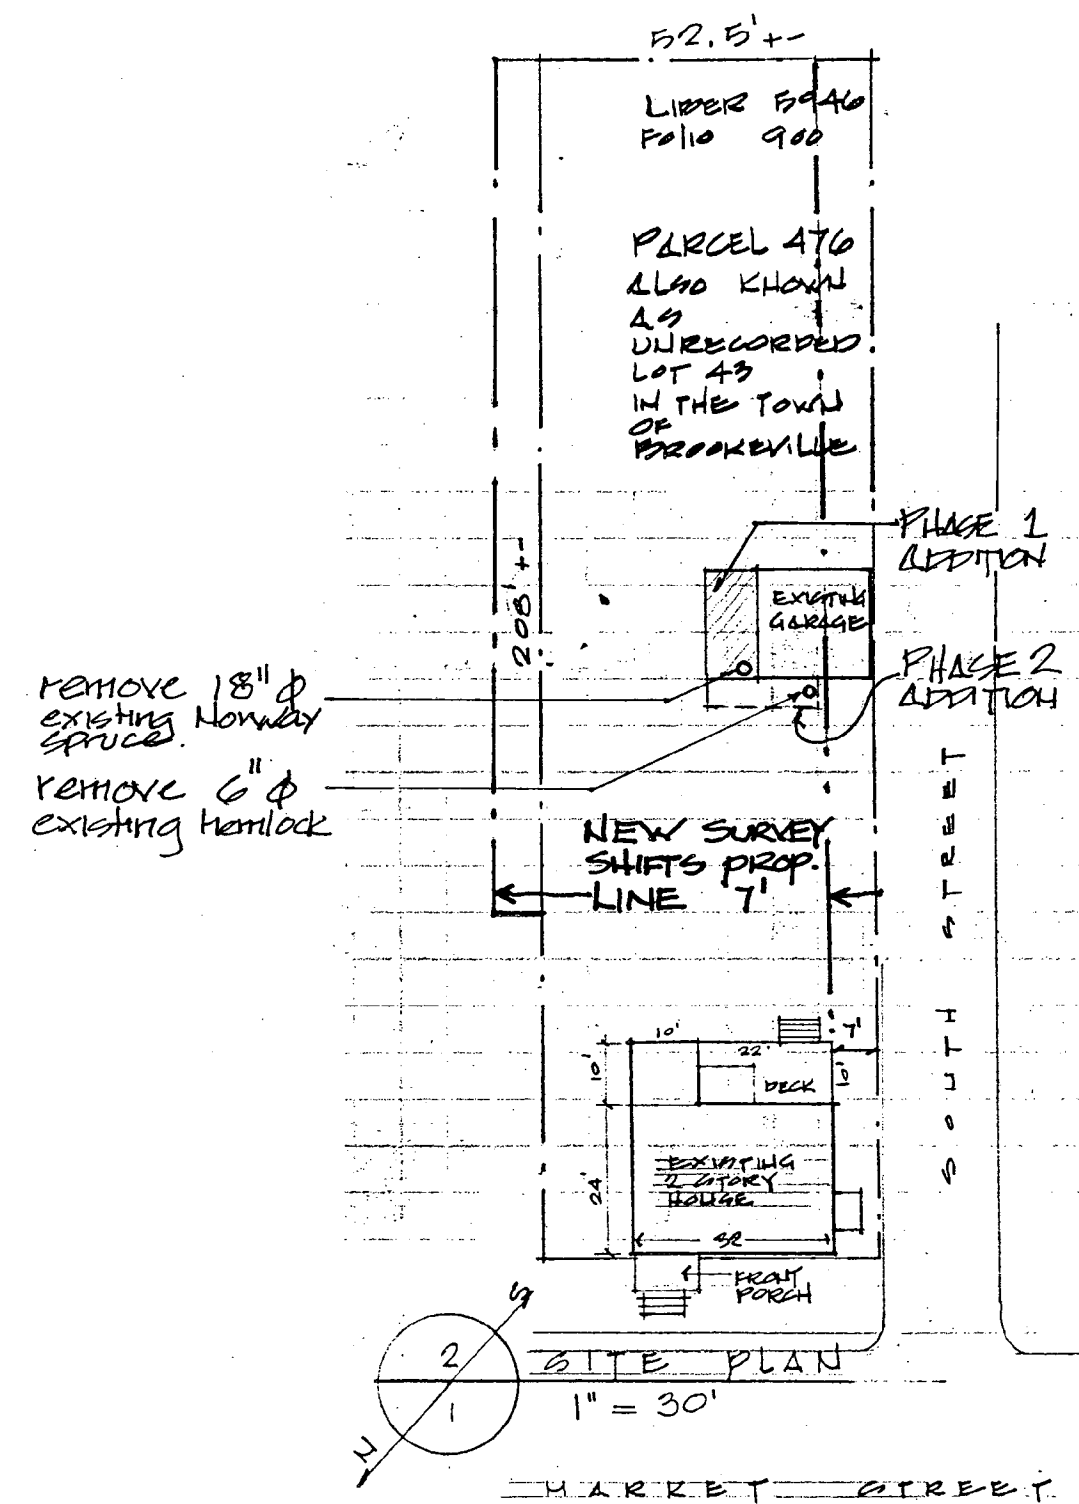 52.5'+-
LIBER 5946
Folio 900
PARCEL 476
ALSO KNOWN
AS
UNRECORDED
LOT 43
IN THE TOWN
OF
BROOKEVILLE
PHASE 1
ADDITION
208' +-
EXISTING
GARAGE
remove 18" ϕ
existing Norway
spruce.
PHASE 2
ADDITION
remove 6" ϕ
existing Hemlock
NEW SURVEY
SHIFTS PROP.
LINE 7'
SOUTH STREET
10'
7'
22'
10'
10'
DECK
24'
EXISTING
2 STORY
HOUSE
32
FRONT
PORCH
S
2
SITE PLAN
1
1" = 30'
N
MARKET STREET